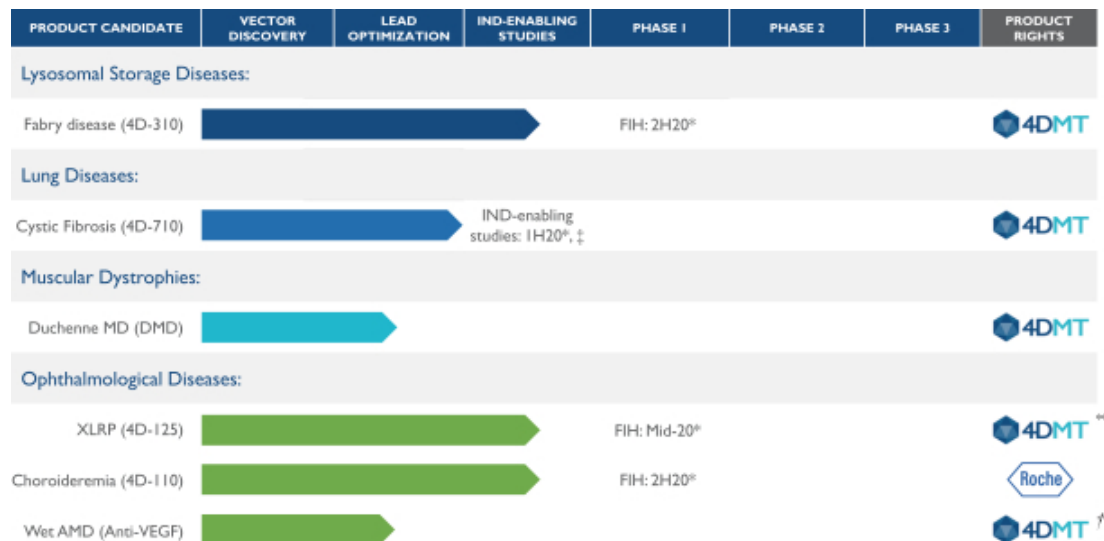 PRODUCT CANDIDATE
VECTOR DISCOVERY
LEAD OPTIMIZATION
IND-ENABLING STUDIES
PHASE 1
PHASE 2
PHASE 3
PRODUCT RIGHTS
Lysosomal Storage Diseases:
Fabry disease (4D-310)
FIH: 2H20*
4DMT
Lung Diseases:
Cystic Fibrosis (4D-710)
IND-enabling
studies: 1H20*, ‡
4DMT
Muscular Dystrophies:
Duchenne MD (DMD)
4DMT
Ophthalmological Diseases:
XLRP (4D-125)
FIH: Mid-20*
4DMT
Choroideremia (4D-110)
FIH: 2H20*
Roche
Wet AMD (Anti-VEGF)
4DMT